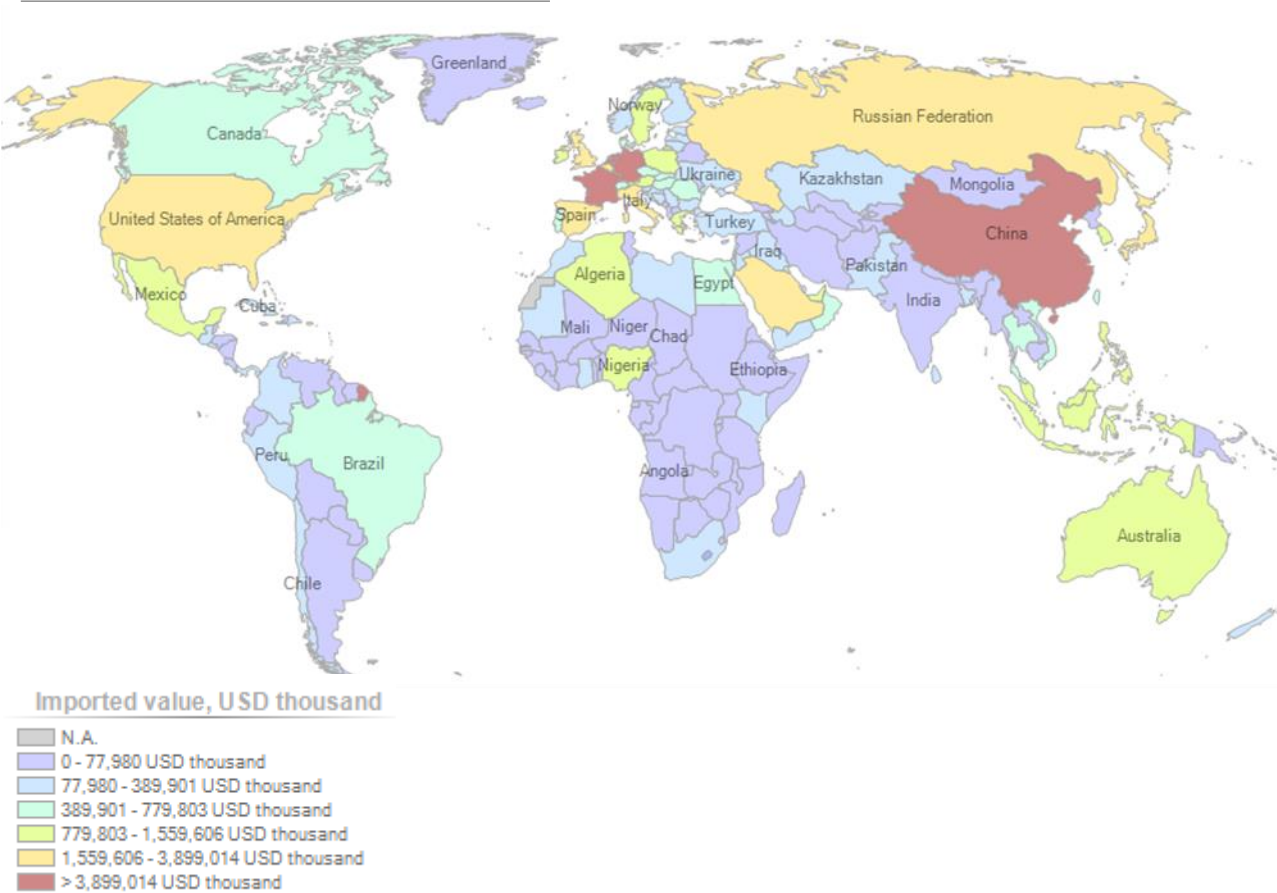 Greenland
Norway
Russian Federation
Canada
Ukraine
Kazakhstan
Mongolia
United States of America
Spain
Italy
Turkey
China
Iraq
Pakistan
Algeria
Egypt
Mexico
Cuba
India
Mali
Niger
Chad
Nigeria
Ethiopia
Peru
Brazil
Angola
Australia
Chile
Imported value, USD thousand
N.A.
0 - 77,980 USD thousand
77,980 - 389,901 USD thousand
389,901 - 779,803 USD thousand
779,803 - 1,559,606 USD thousand
1,559,606 - 3,899,014 USD thousand
> 3,899,014 USD thousand